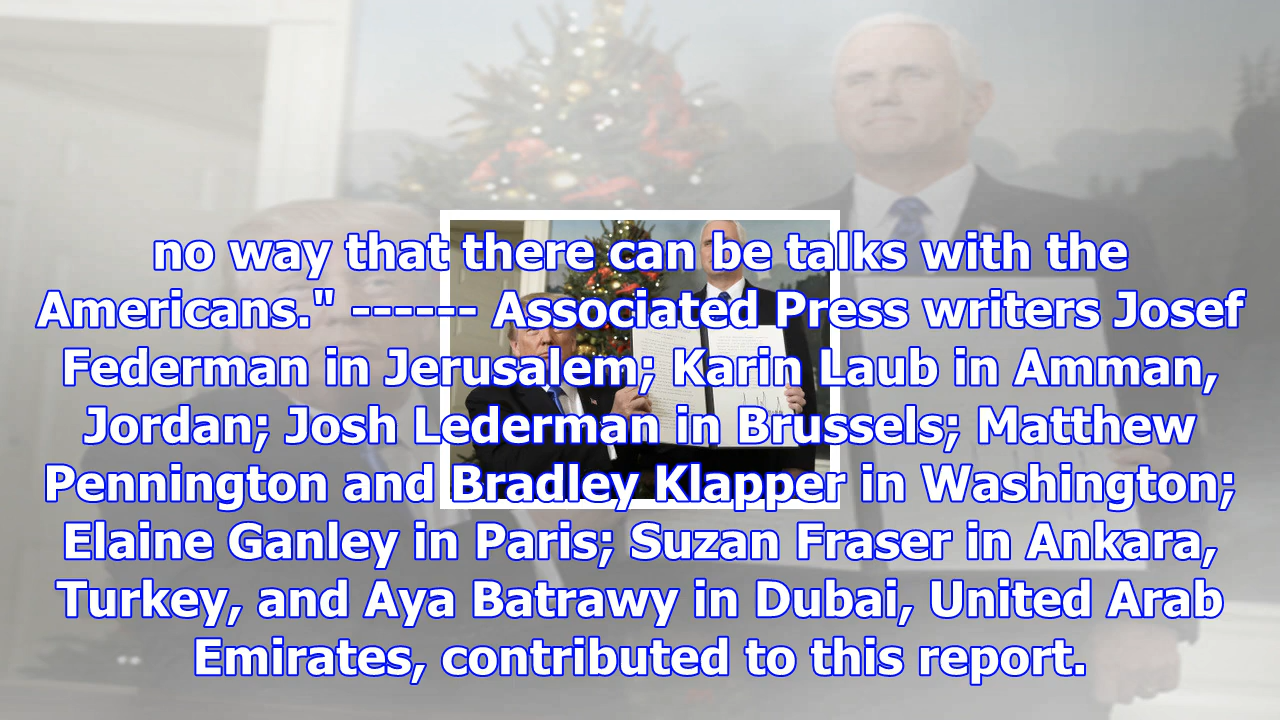 no way that there can be talks with the
Americans." ------ Associated Press writers Josef
Federman in Jerusalem; Karin Laub in Amman,
Jordan; Josh Lederman in Brussels; Matthew
Pennington and Bradley Klapper in Washington;
Elaine Ganley in Paris; Suzan Fraser in Ankara,
Turkey, and Aya Batrawy in Dubai, United Arab
Emirates, contributed to this report.